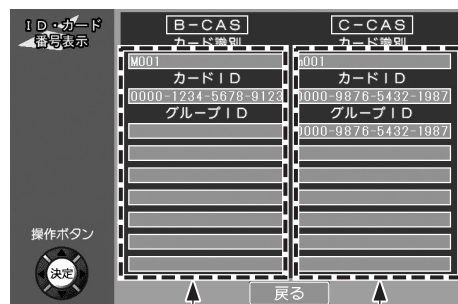 ID・カード
番号表示
B-CAS
カード識別
M001
カードID
0000-1234-5678-9123
グループID
C-CAS
カード識別
001
カードID
0000-9876-5432-1987
グループID
0000-9876-5432-1987
操作ボタン
決定
戻る